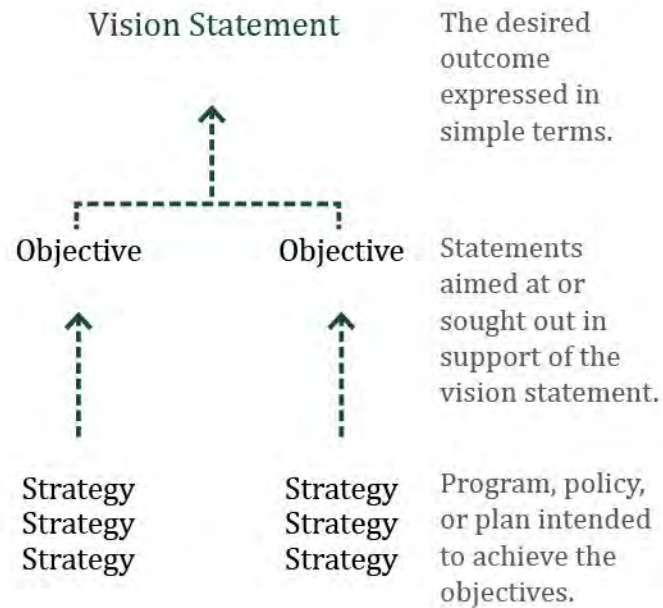 Vision Statement
The desired
outcome
expressed in
simple terms.
Objective
Objective
Statements
aimed at or
sought out in
support of the
vision statement.
Strategy
Strategy
Strategy
Strategy
Strategy
Strategy
Program, policy,
or plan intended
to achieve the
objectives.